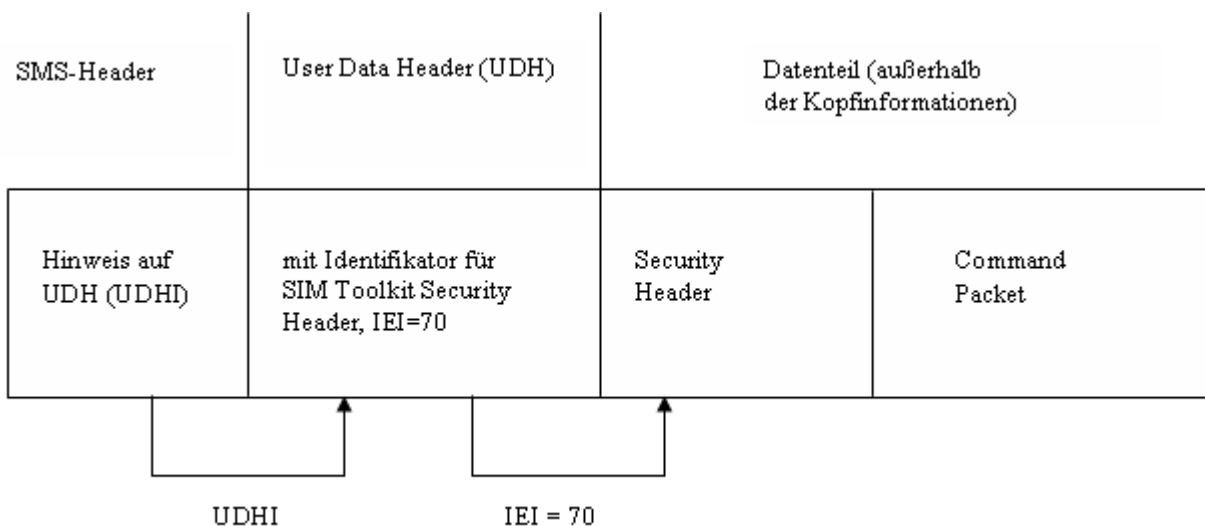 SMS-Header
User Data Header (UDH)
Datenteil (außerhalb
der Kopfinformationen)
Hinweis auf
UDH (UDHI)
mit Identifikator für
SIM Toolkit Security
Header, IEI=70
Security
Header
Command
Packet
UDHI
IEI = 70